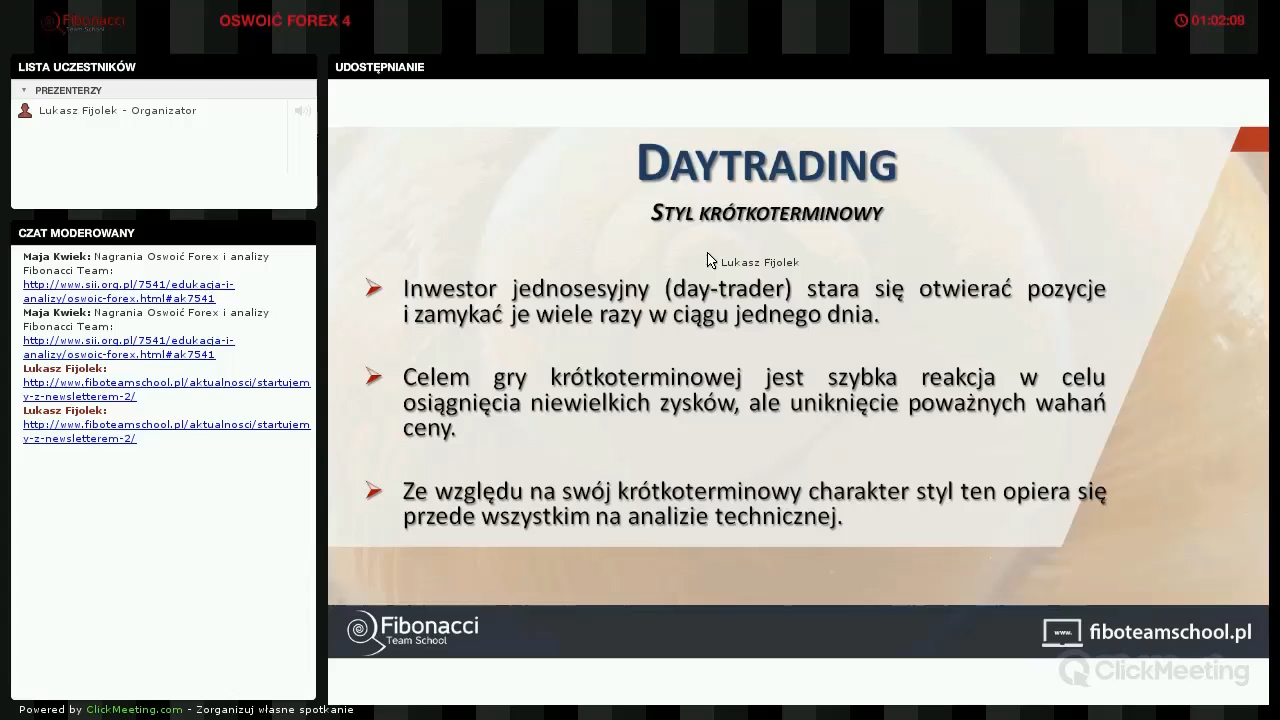 Fibonacci
Team School
OSWOIĆ FOREX 4
01:02:09
LISTA UCZESTNIKÓW
PREZENTERZY
Lukasz Fijolek - Organizator
CZAT MODEROWANY
Maja Kwiek: Nagrania Oswoić Forex i analizy
Fibonacci Team:
http://www.sii.org.pl/7541/edukacja-i-
analizy/oswoic-forex.html#ak7541
Maja Kwiek: Nagrania Oswoić Forex i analizy
Fibonacci Team:
http://www.sii.org.pl/7541/edukacja-i-
analizy/oswoic-forex.html#ak7541
Lukasz Fijolek:
http://www.fiboteamschool.pl/aktualnosci/startujem
y-z-newsletterem-2/
Lukasz Fijolek:
http://www.fiboteamschool.pl/aktualnosci/startujem
y-z-newsletterem-2/
UDOSTĘPNIANIE
DAYTRADING
STYL KRÓTKOTERMINOWY
Lukasz Fijolek
Inwestor jednosesyjny (day-trader) stara się otwierać pozycje
i zamykać je wiele razy w ciągu jednego dnia.
Celem gry krótkoterminowej jest szybka reakcja w celu
osiągnięcia niewielkich zysków, ale uniknięcie poważnych wahań
ceny.
Ze względu na swój krótkoterminowy charakter styl ten opiera się
przede wszystkim na analizie technicznej.
Fibonacci
Team School
www.
fiboteamschool.pl
ClickMeeting
Powered by ClickMeeting.com - Zorganizuj własne spotkanie